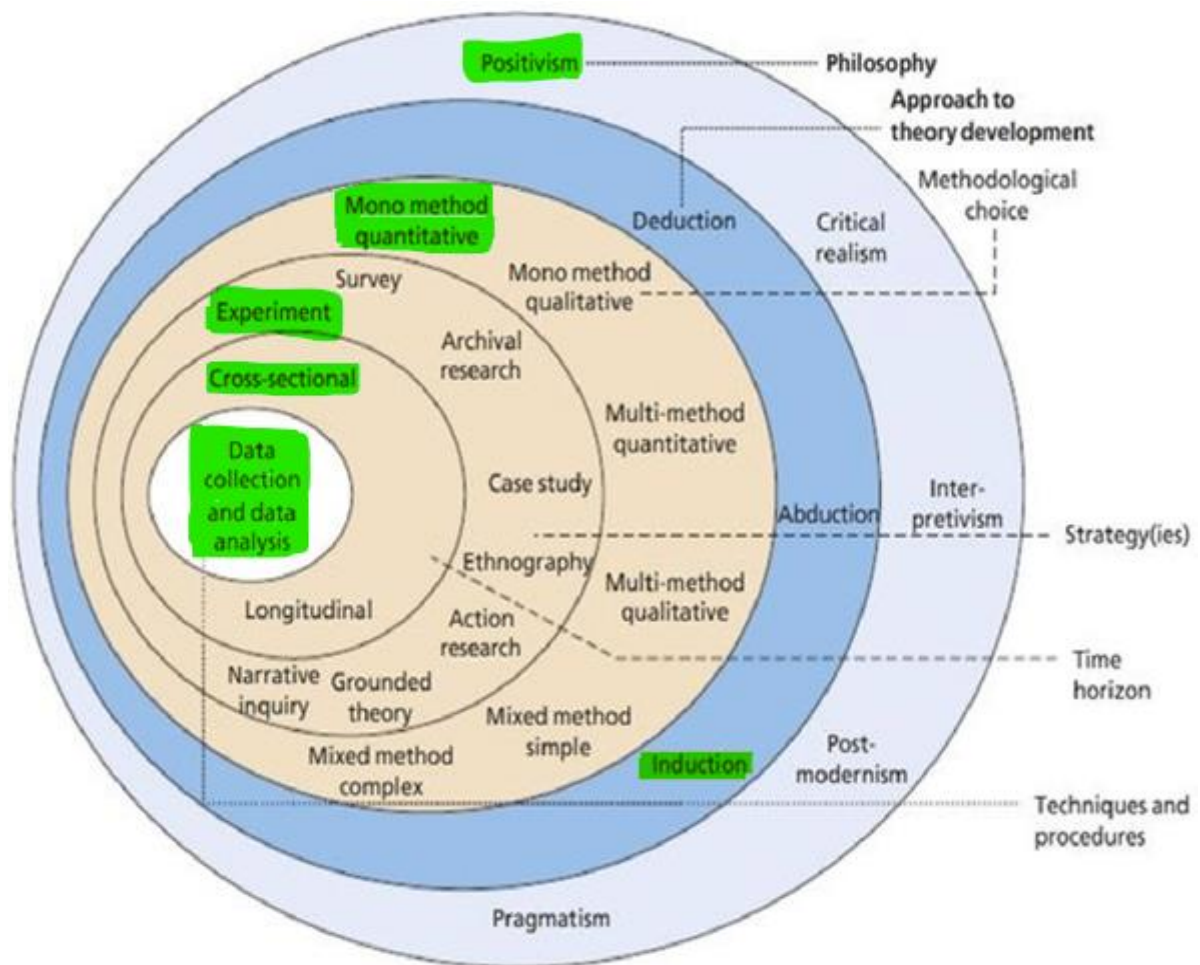 Positivism
Philosophy
Approach to
theory development
Methodological
choice
Deduction
Critical
realism
Mono method
quantitative
Mono method
qualitative
Survey
Experiment
Archival
research
Cross-sectional
Multi-method
quantitative
Data
collection
and data
analysis
Case study
Abduction
Inter-
pretivism
Strategy(ies)
Ethnography
Multi-method
qualitative
Longitudinal
Action
research
Time
horizon
Narrative
inquiry
Grounded
theory
Mixed method
simple
Mixed method
complex
Induction
Post-
modernism
Techniques and
procedures
Pragmatism